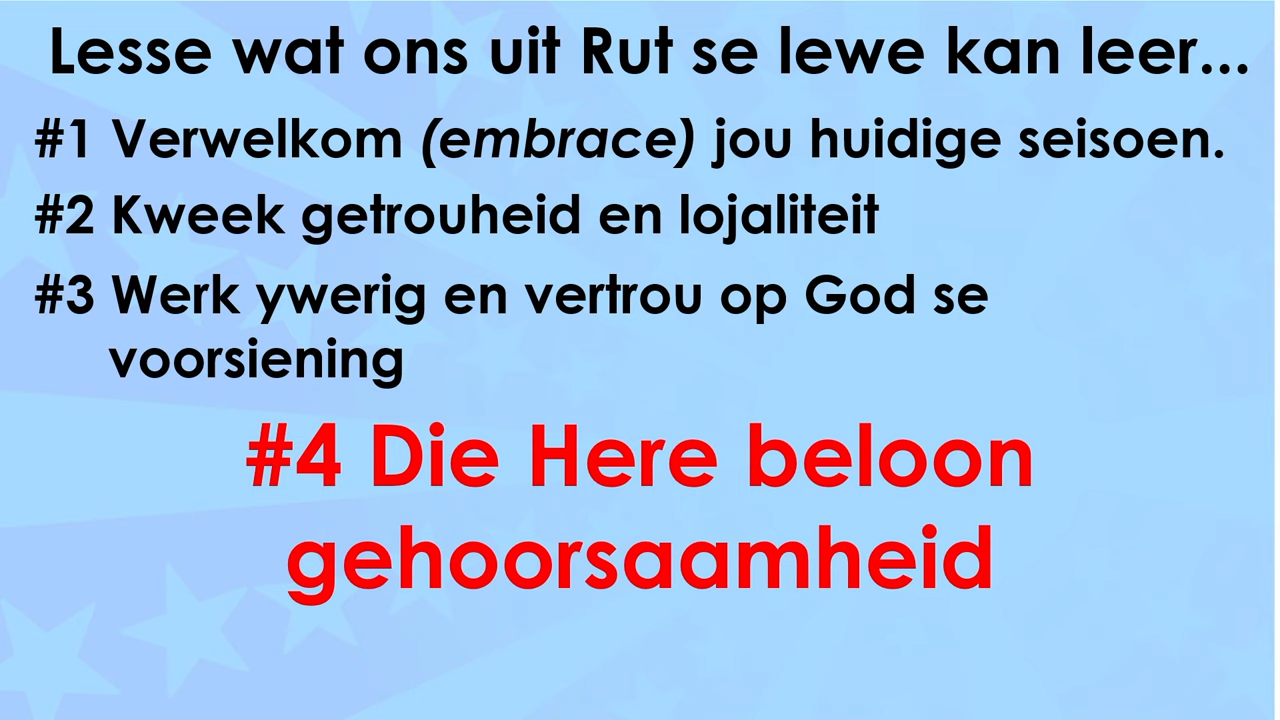 Lesse wat ons uit Rut se lewe kan leer...
#1 Verwelkom (embrace) jou huidige seisoen.
#2 Kweek getrouheid en lojaliteit
#3 Werk ywerig en vertrou op God se
voorsiening
#4 Die Here beloon
gehoorsaamheid